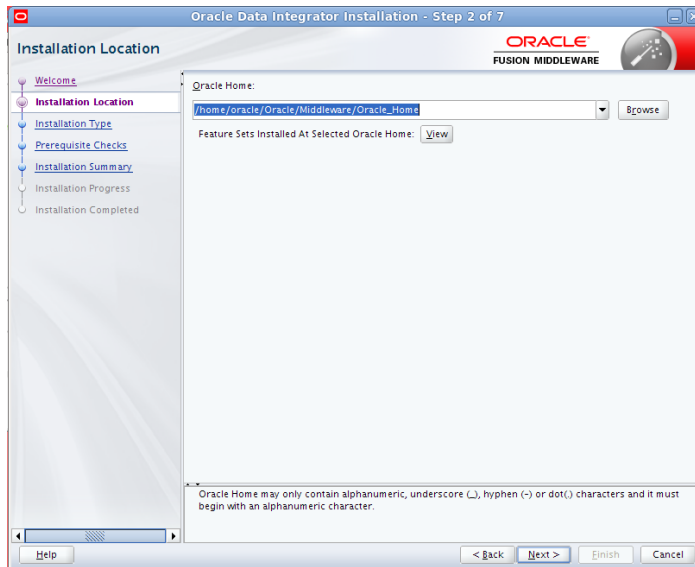 Oracle Data Integrator Installation - Step 2 of 7
Installation Location
ORACLE
FUSION MIDDLEWARE
Welcome
Installation Location
Installation Type
Prerequisite Checks
Installation Summary
Installation Progress
Installation Completed
Oracle Home:
/home/oracle/Oracle/Middleware/Oracle_Home
Browse
Feature Sets Installed At Selected Oracle Home: View
Oracle Home may only contain alphanumeric, underscore (_), hyphen (-) or dot(.) characters and it must
begin with an alphanumeric character.
Help
< Back
Next >
Finish
Cancel